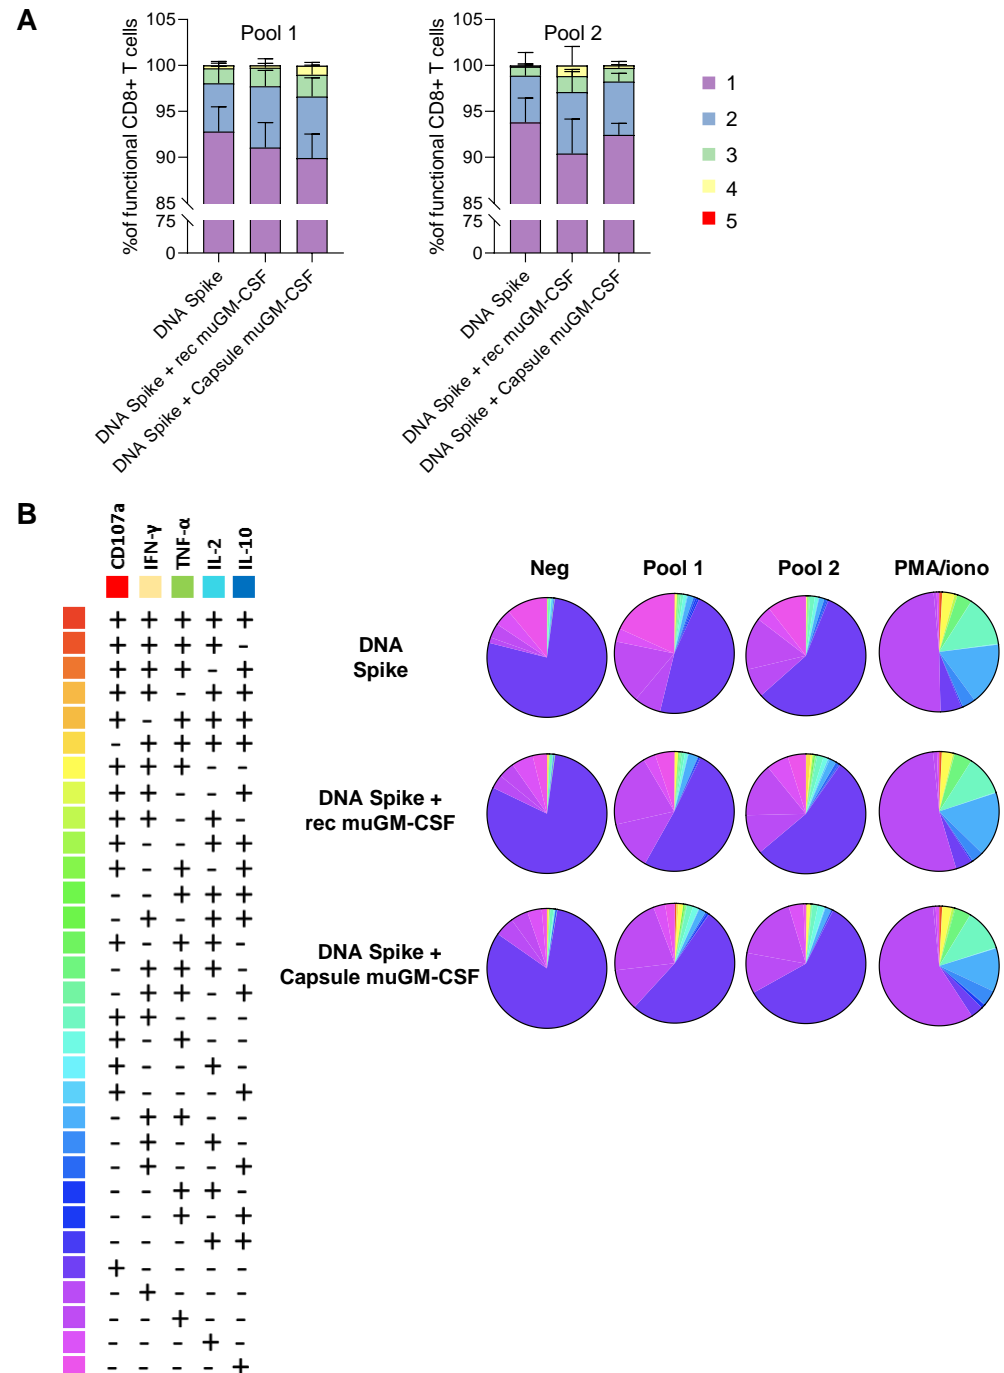 A
Pool 1
Pool 2
%of functional CD8+ T cells
105
100
95
90
85
75
0
DNA Spike
DNA Spike + rec muGM-CSF
DNA Spike + Capsule muGM-CSF
%of functional CD8+ T cells
105
100
95
90
85
75
0
DNA Spike
DNA Spike + rec muGM-CSF
DNA Spike + Capsule muGM-CSF
1
2
3
4
5
B
CD107a IFN-γ TNF-α IL-2 IL-10
+ + + + +
+ + + + -
+ + + - +
+ + - + +
+ - + + +
- + + + +
+ + + - -
+ + - - +
+ + - + -
+ - - + +
+ - + - +
- - + + +
- + - + +
+ - + + -
- + + + -
- + + - +
+ + - - -
+ - + - -
+ - - + -
+ - - - +
- + + - -
- + - + -
- + - - +
- - + + -
- - + - +
- - - + +
+ - - - -
- + - - -
- - + - -
- - - + -
- - - - +
Neg Pool 1 Pool 2 PMA/iono
DNA
Spike
DNA Spike +
rec muGM-CSF
DNA Spike +
Capsule muGM-CSF